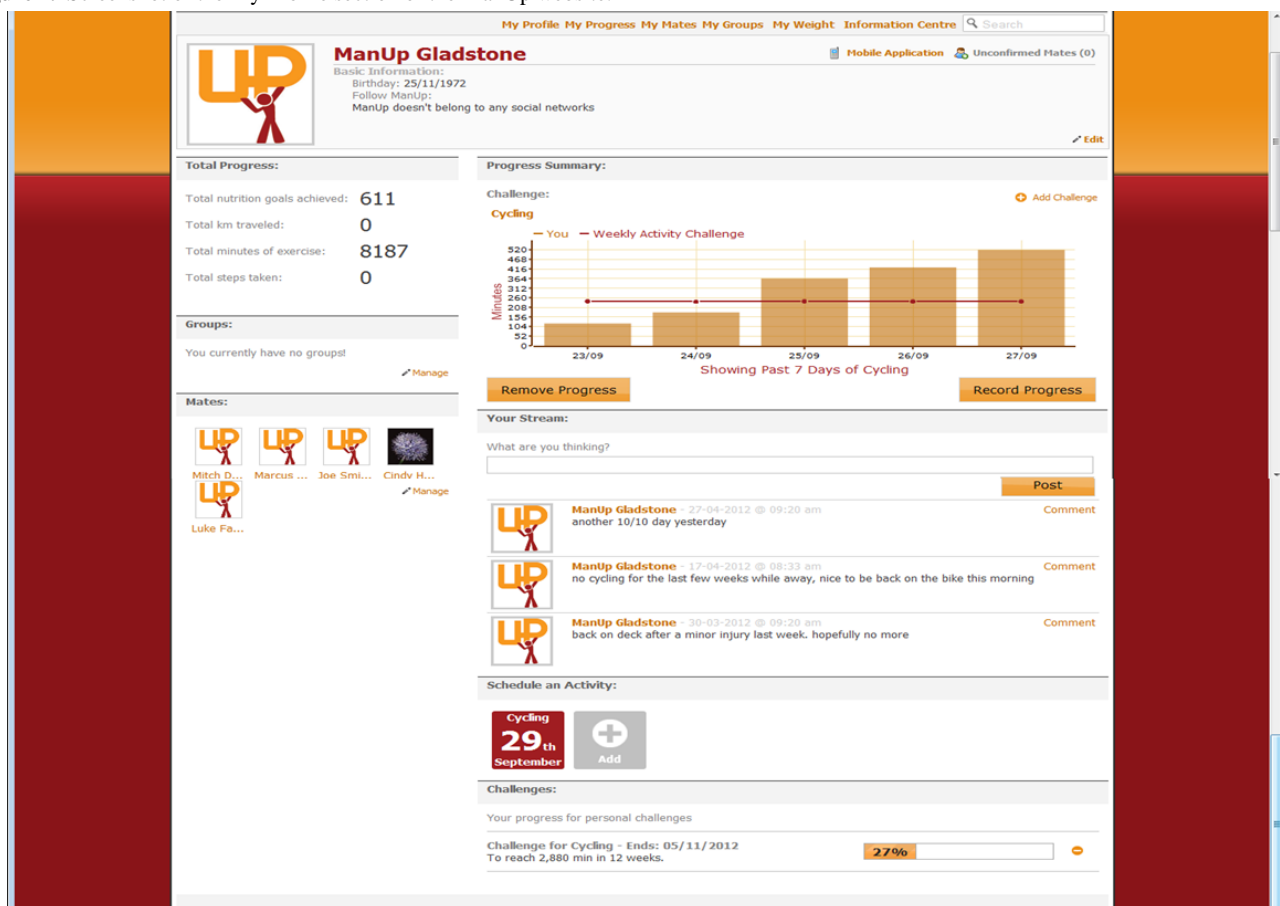 My Profile My Progress My Mates My Groups My Weight Information Centre Search
UP
ManUp Gladstone
Mobile Application Unconfirmed Mates (0)
Basic Information:
Birthday: 25/11/1972
Follow ManUp:
ManUp doesn't belong to any social networks
Edit
Total Progress:
Total nutrition goals achieved: 611
Total km traveled: 0
Total minutes of exercise: 8187
Total steps taken: 0
Groups:
You currently have no groups!
Manage
Mates:
UP UP UP
Mitch D... Marcus ... Joe Smi... Cindy H...
Manage
UP
Luke Fa...
Progress Summary:
Challenge:
Add Challenge
Cycling
You Weekly Activity Challenge
Minutes
520
468
416
364
312
260
208
156
104
52
0
23/09 24/09 25/09 26/09 27/09
Showing Past 7 Days of Cycling
Remove Progress Record Progress
Your Stream:
What are you thinking?
Post
UP
ManUp Gladstone - 27-04-2012 @ 09:20 am Comment
another 10/10 day yesterday
UP
ManUp Gladstone - 17-04-2012 @ 08:33 am Comment
no cycling for the last few weeks while away, nice to be back on the bike this morning
UP
ManUp Gladstone - 30-03-2012 @ 09:20 am Comment
back on deck after a minor injury last week. hopefully no more
Schedule an Activity:
Cycling
29th
September
Add
Challenges:
Your progress for personal challenges
Challenge for Cycling - Ends: 05/11/2012
To reach 2,880 min in 12 weeks.
27%